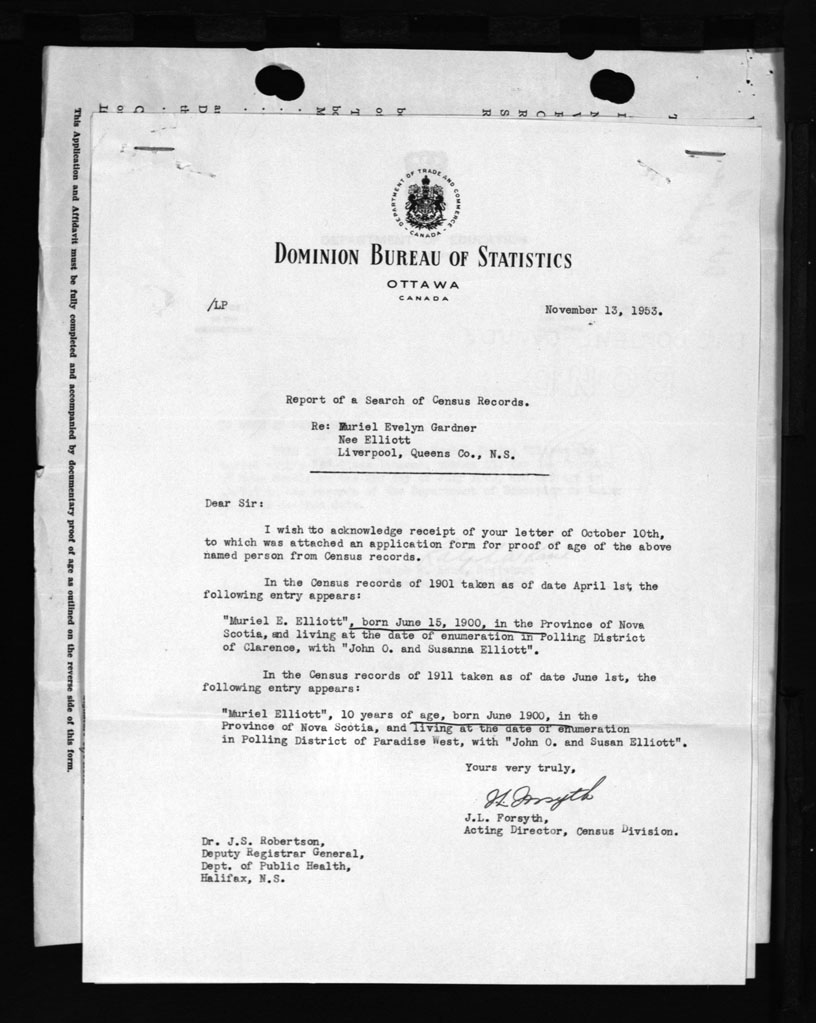 This Application and Affidavit must be fully completed and accompanied by documentary proof of age as outlined on the reverse side of this form.
DEPARTMENT OF TRADE AND COMMERCE
CANADA
DOMINION BUREAU OF STATISTICS
OTTAWA
CANADA
/LP
November 13, 1953.
Report of a Search of Census Records.
Re: Muriel Evelyn Gardner
Nee Elliott
Liverpool, Queens Co., N.S.
Dear Sir:
I wish to acknowledge receipt of your letter of October 10th,
to which was attached an application form for proof of age of the above
named person from Census records.
In the Census records of 1901 taken as of date April 1st, the
following entry appears:
"Muriel E. Elliott", born June 15, 1900, in the Province of Nova
Scotia, and living at the date of enumeration in Polling District
of Clarence, with "John O. and Susanna Elliott".
In the Census records of 1911 taken as of date June 1st, the
following entry appears:
"Muriel Elliott", 10 years of age, born June 1900, in the
Province of Nova Scotia, and living at the date of enumeration
in Polling District of Paradise West, with "John O. and Susan Elliott".
Yours very truly,
JL Forsyth
J.L. Forsyth,
Acting Director, Census Division.
Dr. J.S. Robertson,
Deputy Registrar General,
Dept. of Public Health,
Halifax, N.S.